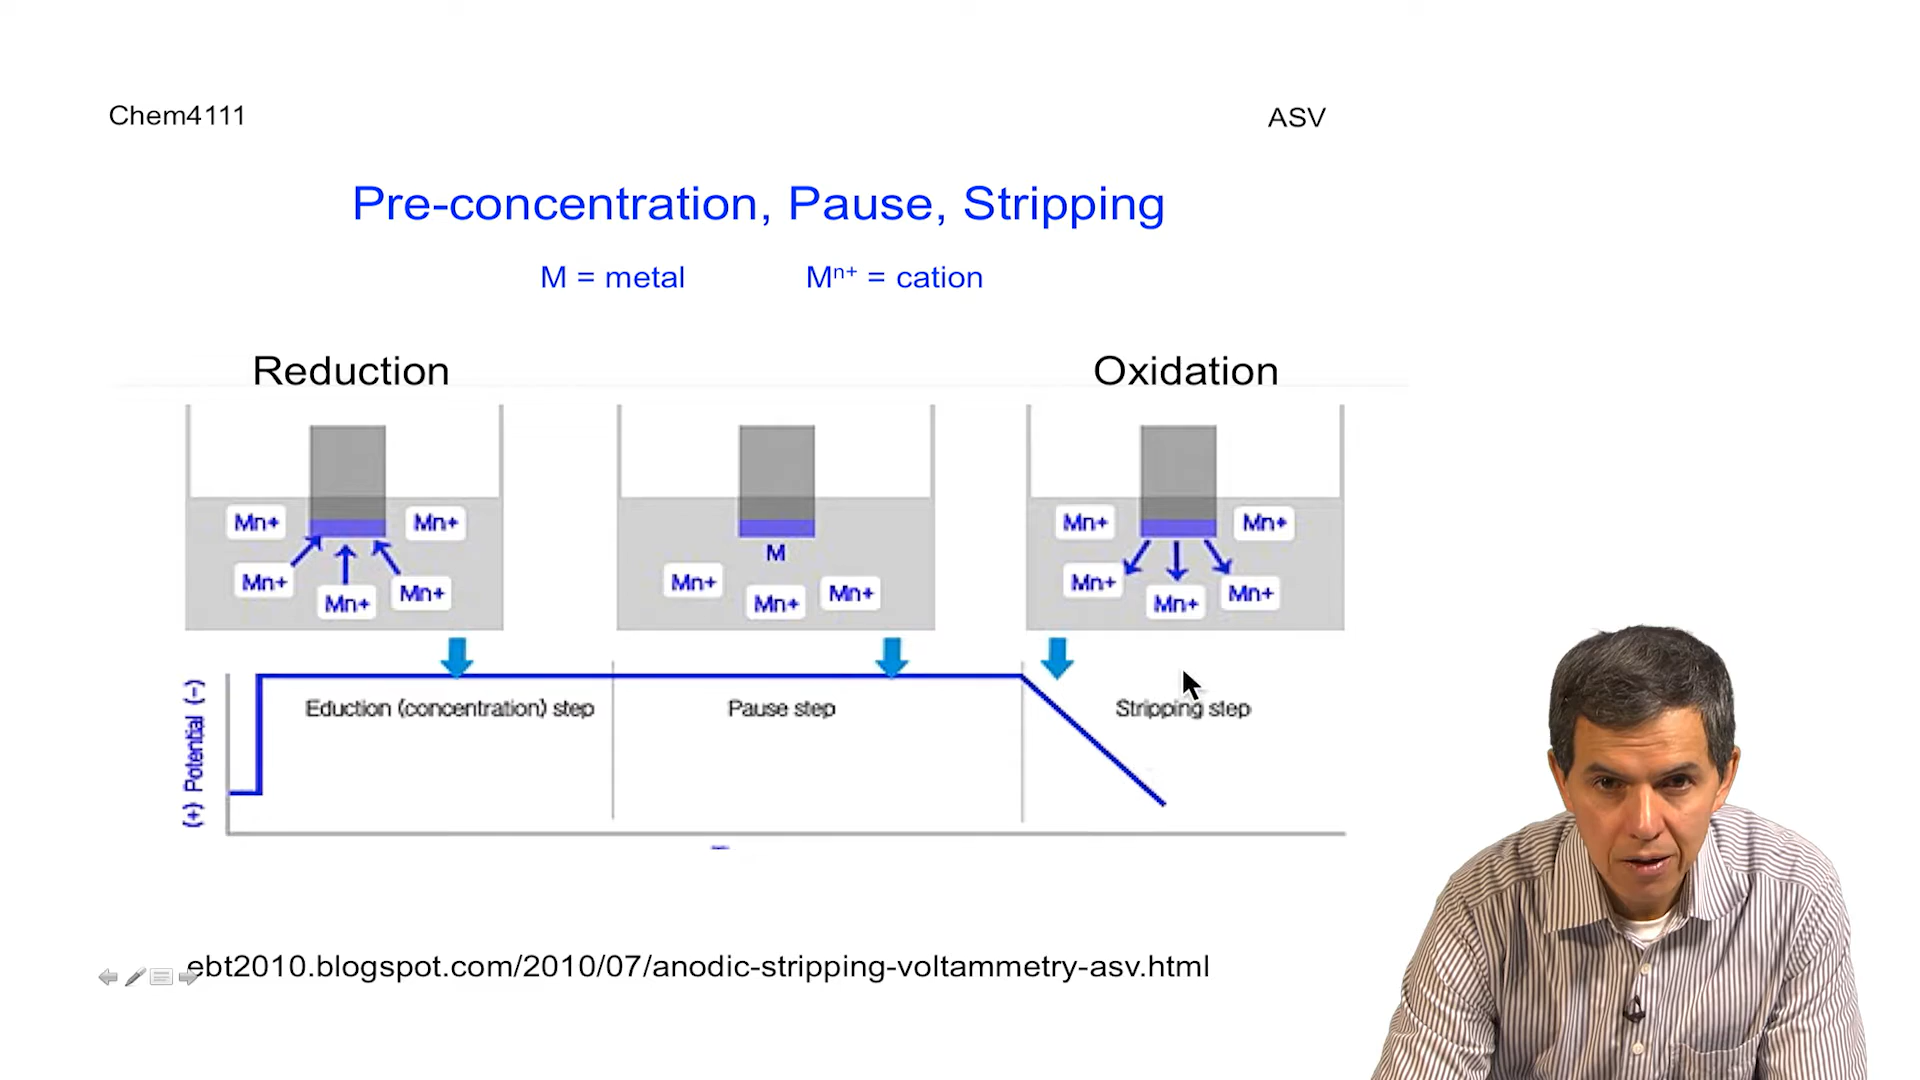 Chem4111
ASV
Pre-concentration, Pause, Stripping
M = metal
Mⁿ⁺ = cation
Reduction
Oxidation
Mn+
Mn+
Mn+
Mn+
Mn+
M
Mn+
Mn+
Mn+
Mn+
Mn+
Mn+
Mn+
Mn+
(+) Potential (−)
Eduction (concentration) step
Pause step
Stripping step
ebt2010.blogspot.com/2010/07/anodic-stripping-voltammetry-asv.html